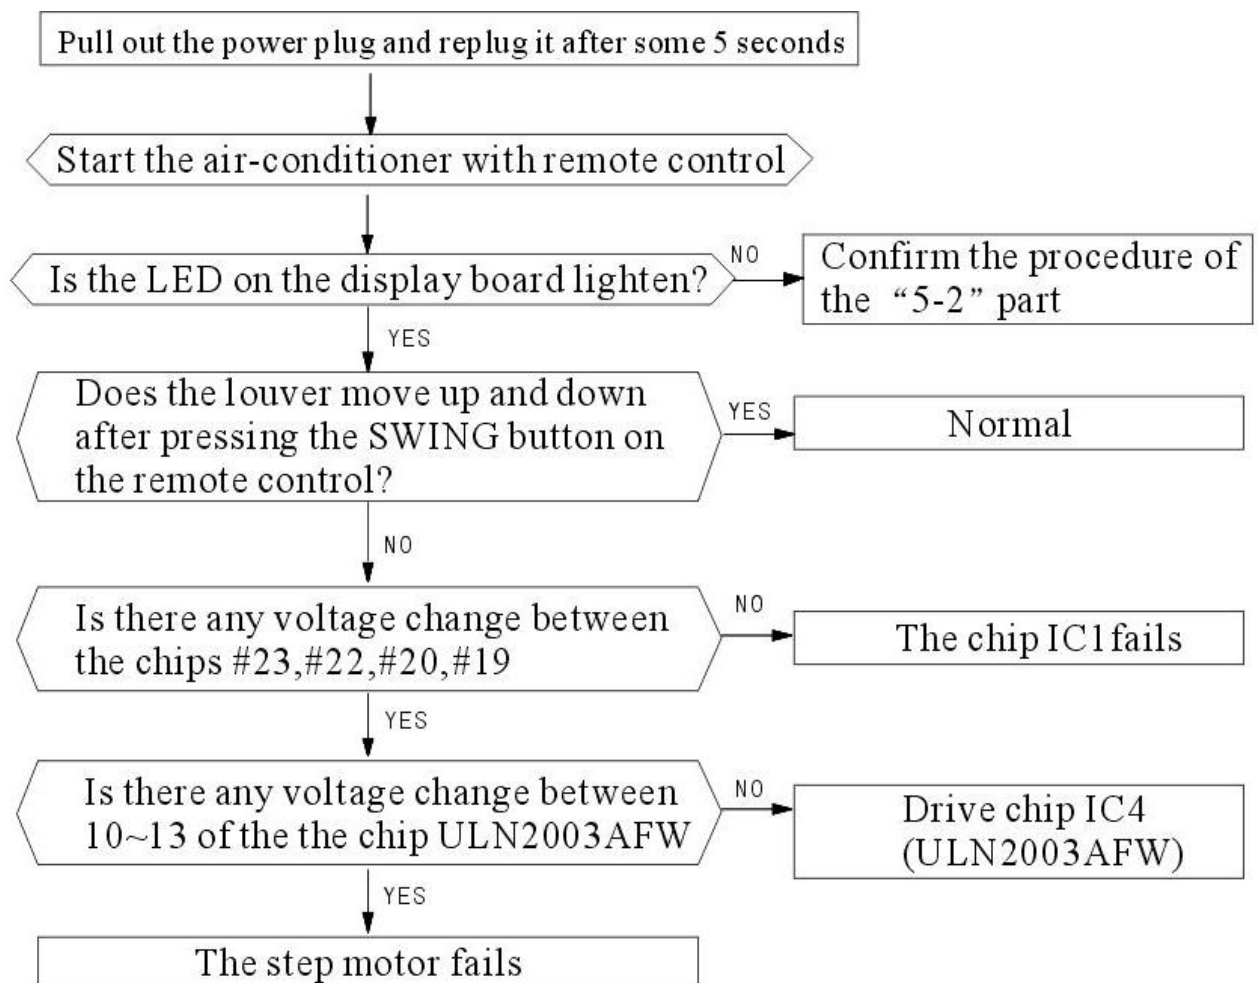 Pull out the power plug and replug it after some 5 seconds
Start the air-conditioner with remote control
Is the LED on the display board lighten?
NO
Confirm the procedure of
the “5-2” part
YES
Does the louver move up and down
after pressing the SWING button on
the remote control?
YES
Normal
NO
Is there any voltage change between
the chips #23,#22,#20,#19
NO
The chip IC1 fails
YES
Is there any voltage change between
10~13 of the the chip ULN2003AFW
NO
Drive chip IC4
(ULN2003AFW)
YES
The step motor fails